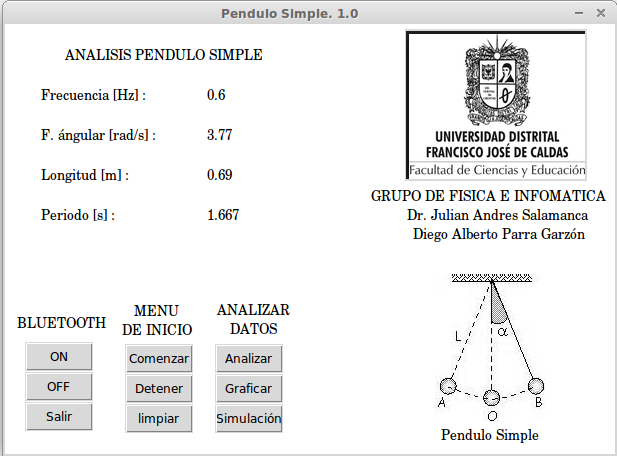 Pendulo Simple. 1.0
ANALISIS PENDULO SIMPLE
Frecuencia [Hz] : 0.6
F. ángular [rad/s] : 3.77
Longitud [m] : 0.69
Periodo [s] : 1.667
UNIVERSIDAD DISTRITAL
FRANCISCO JOSÉ DE CALDAS
Facultad de Ciencias y Educación
GRUPO DE FISICA E INFOMATICA
Dr. Julian Andres Salamanca
Diego Alberto Parra Garzón
BLUETOOTH
ON
OFF
Salir
MENU
DE INICIO
Comenzar
Detener
limpiar
ANALIZAR
DATOS
Analizar
Graficar
Simulación
L
α
A
O
B
Pendulo Simple